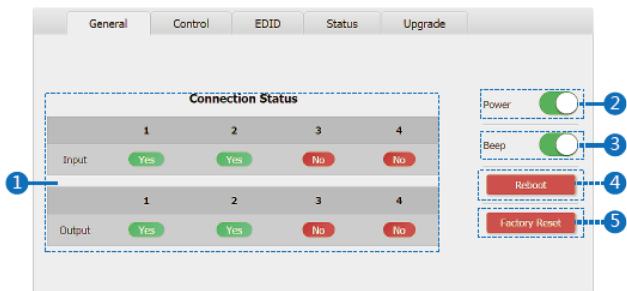 General Control EDID Status Upgrade
Connection Status
1 2 3 4
Input Yes Yes No No
1 2 3 4
Output Yes Yes No No
1
Power 2
Beep 3
Reboot 4
Factory Reset 5